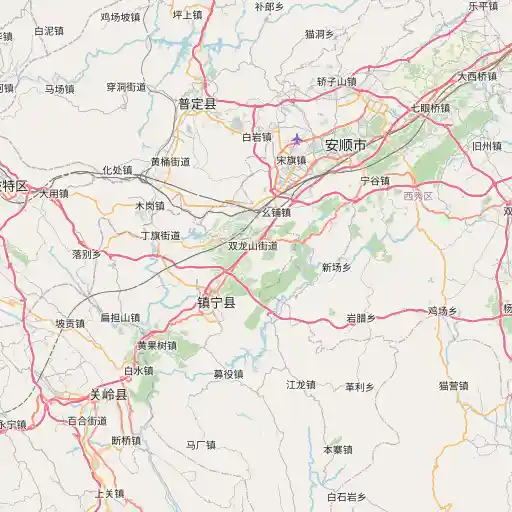 乐平镇
补郎乡
坪上镇
鸡场坡镇
白泥镇
猫洞乡
大西桥镇
轿子山镇
穿洞街道
马场镇
普定县
七眼桥镇
白岩镇
安顺市
旧州镇
宋旗镇
黄桶街道
化处镇
宁谷镇
特区
大用镇
西秀区
木岗镇
幺铺镇
双
丁旗街道
双龙山街道
落别乡
新场乡
镇宁县
鸡场乡
杨
扁担山镇
岩腊乡
坡贡镇
黄果树镇
白水镇
募役镇
江龙镇
革利乡
猫营镇
关岭县
永宁镇
百合街道
断桥镇
马厂镇
本寨镇
上关镇
白石岩乡